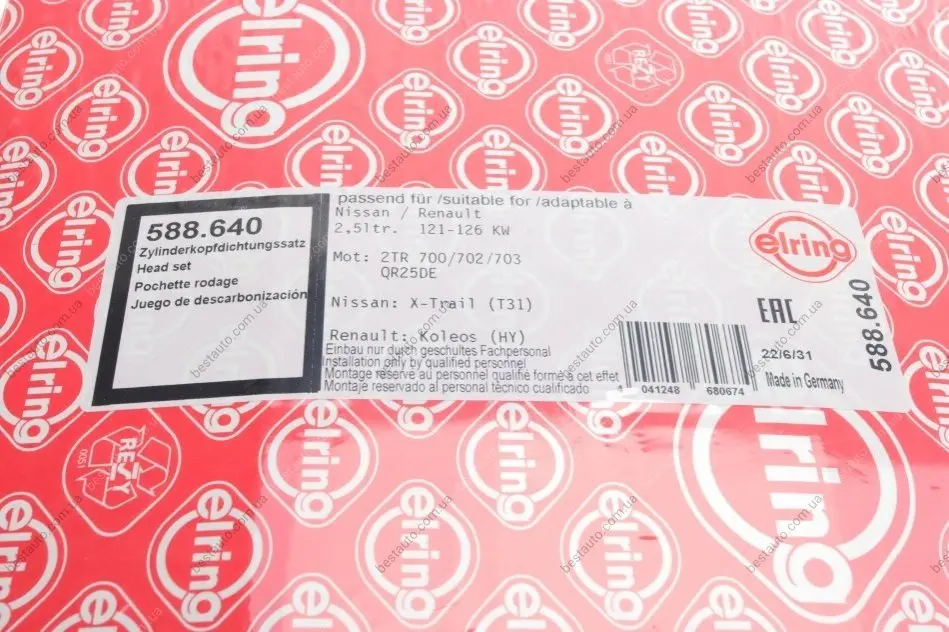 588.640
Zylinderkopfdichtungssatz
Head set
Pochette rodage
Juego de descarbonización
passend für /suitable for /adaptable à
Nissan / Renault
2,5ltr. 121-126 KW
Mot: 2TR 700/702/703
QR25DE
Nissan: X-Trail (T31)
Renault: Koleos (HY)
Einbau nur durch geschultes Fachpersonal
Installation only by qualified personnel
Montage réservé au personnel qualifié formé à cet effet
Montaje reservado al personal técnico cualificado
4 041248 680674
elring
EAC
22/6/31
Made in Germany
588.640
elring
RESY
0051
bestauto.com.ua